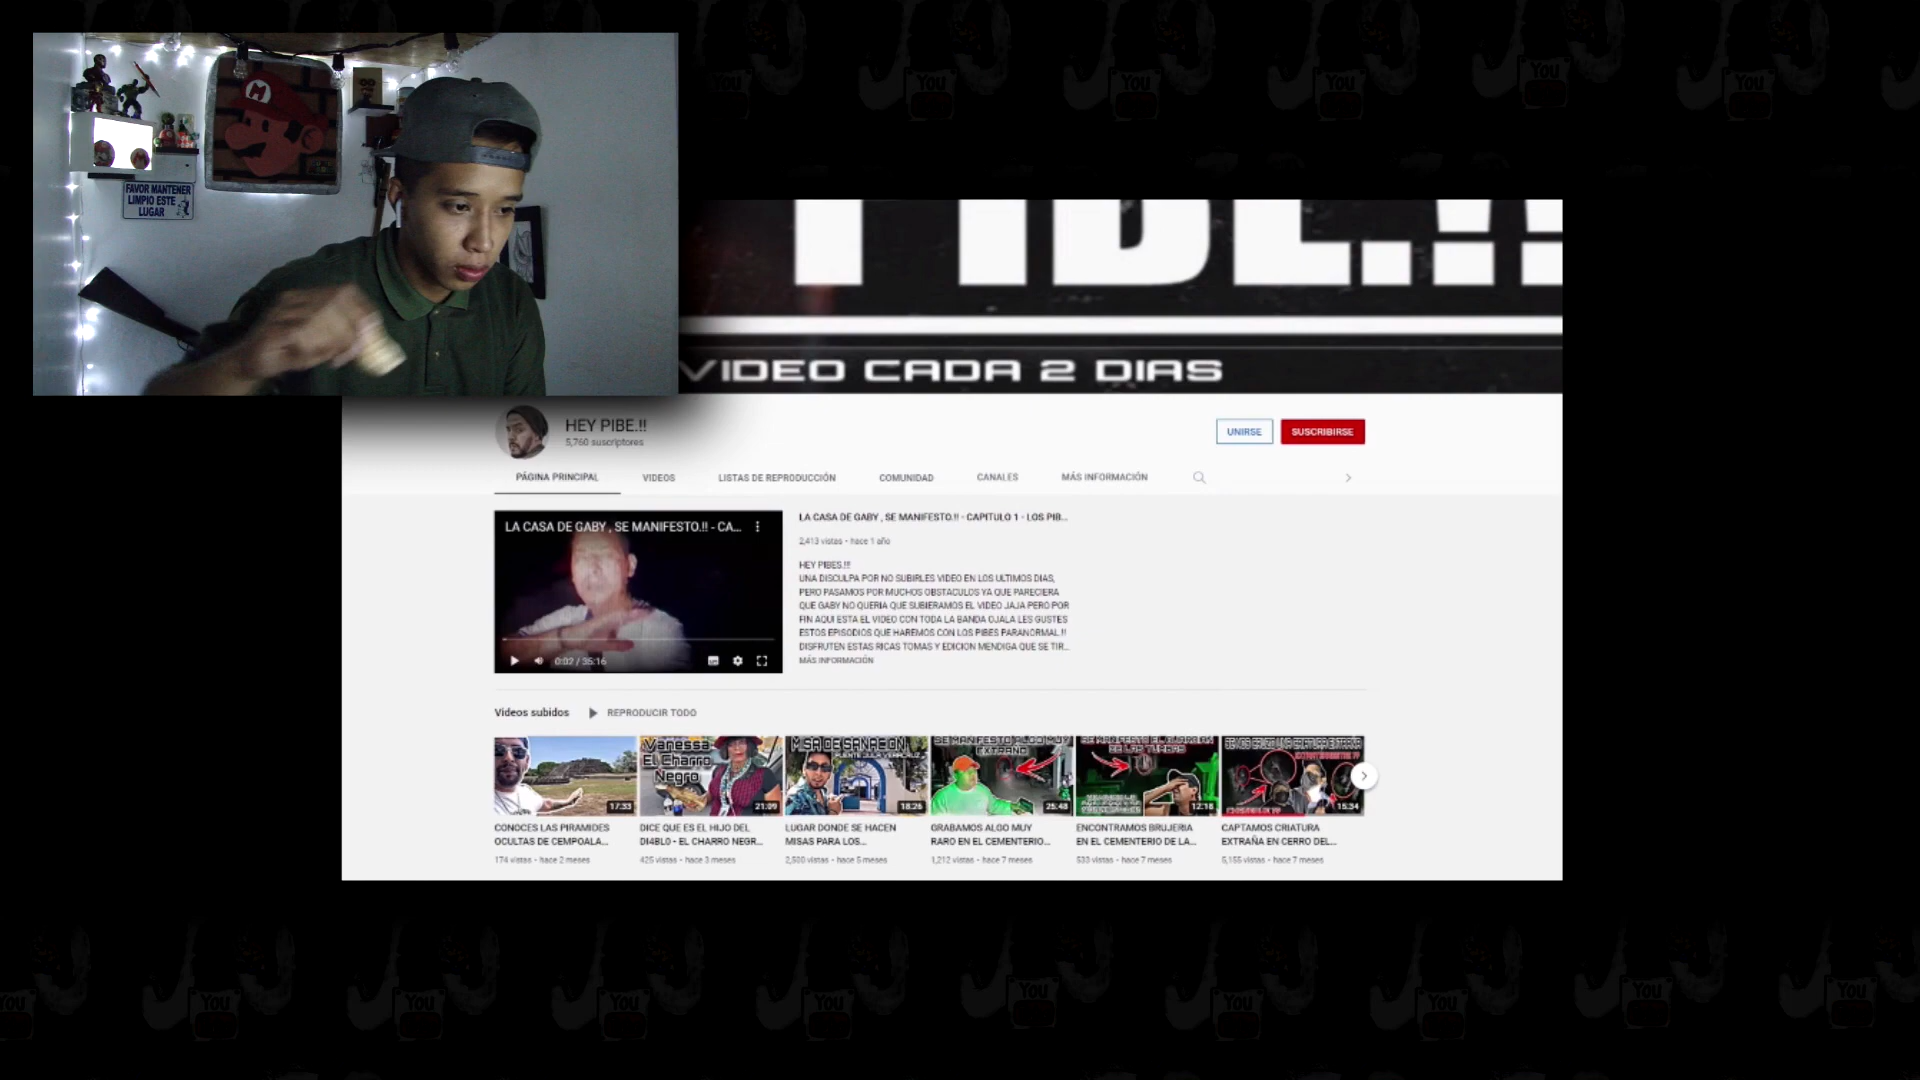 FAVOR MANTENER
LIMPIO ESTE
LUGAR
VIDEO CADA 2 DIAS
HEY PIBE.!!
5,760 suscriptores
UNIRSE
SUSCRIBIRSE
PÁGINA PRINCIPAL
VIDEOS
LISTAS DE REPRODUCCIÓN
COMUNIDAD
CANALES
MÁS INFORMACIÓN
LA CASA DE GABY , SE MANIFESTO.!! - CA...
0:02 / 35:16
LA CASA DE GABY , SE MANIFESTO.!! - CAPITULO 1 - LOS PIB...
2,413 vistas • hace 1 año
HEY PIBES.!!!
UNA DISCULPA POR NO SUBIRLES VIDEO EN LOS ULTIMOS DIAS,
PERO PASAMOS POR MUCHOS OBSTACULOS YA QUE PARECIERA
QUE GABY NO QUERIA QUE SUBIERAMOS EL VIDEO JAJA PERO POR
FIN AQUI ESTA EL VIDEO CON TODA LA BANDA OJALA LES GUSTES
ESTOS EPISODIOS QUE HAREMOS CON LOS PIBES PARANORMAL.!!
DISFRUTEN ESTAS RICAS TOMAS Y EDICION MENDIGA QUE SE TIR...
MÁS INFORMACIÓN
Videos subidos
REPRODUCIR TODO
17:33
Vanessa
El Charro
Negro
21:09
MISA DE SANACION
18:26
SE MANIFESTO ALGO MUY
EXTRAÑO
25:48
12:18
15:34
CONOCES LAS PIRAMIDES
OCULTAS DE CEMPOALA...
174 vistas • hace 2 meses
DICE QUE ES EL HIJO DEL
DI4BL0 - EL CHARRO NEGR...
425 vistas • hace 3 meses
LUGAR DONDE SE HACEN
MISAS PARA LOS...
2,500 vistas • hace 5 meses
GRABAMOS ALGO MUY
RARO EN EL CEMENTERIO...
1,212 vistas • hace 7 meses
ENCONTRAMOS BRUJERIA
EN EL CEMENTERIO DE LA...
533 vistas • hace 7 meses
CAPTAMOS CRIATURA
EXTRAÑA EN CERRO DEL...
5,155 vistas • hace 7 meses